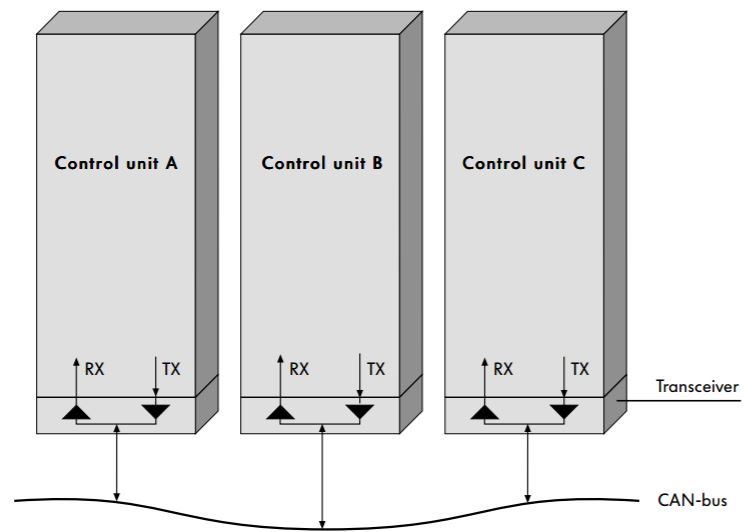 Control unit A
Control unit B
Control unit C
RX
TX
RX
TX
RX
TX
Transceiver
CAN-bus